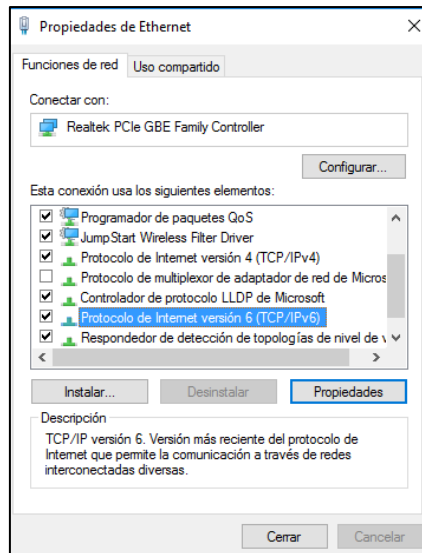 Propiedades de Ethernet
Funciones de red
Uso compartido
Conectar con:
Realtek PCIe GBE Family Controller
Configurar...
Esta conexión usa los siguientes elementos:
Programador de paquetes QoS
JumpStart Wireless Filter Driver
Protocolo de Internet versión 4 (TCP/IPv4)
Protocolo de multiplexor de adaptador de red de Micros
Controlador de protocolo LLDP de Microsoft
Protocolo de Internet versión 6 (TCP/IPv6)
Respondedor de detección de topologías de nivel de v
Instalar...
Desinstalar
Propiedades
Descripción
TCP/IP versión 6. Versión más reciente del protocolo de
Internet que permite la comunicación a través de redes
interconectadas diversas.
Cerrar
Cancelar